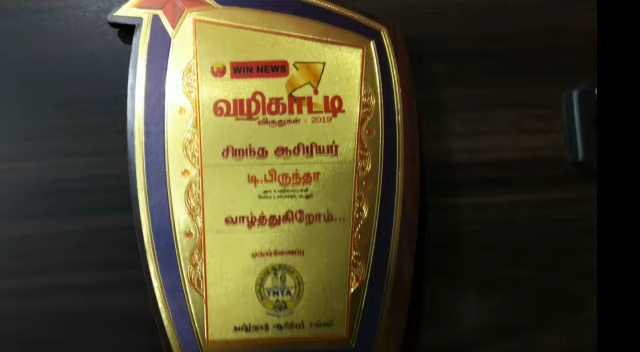 WIN NEWS
வழிகாட்டி
விருதுகள் - 2019
சிறந்த ஆசிரியர்
டி.பிருந்தா
வாழ்த்துகிறோம்...
TNTA